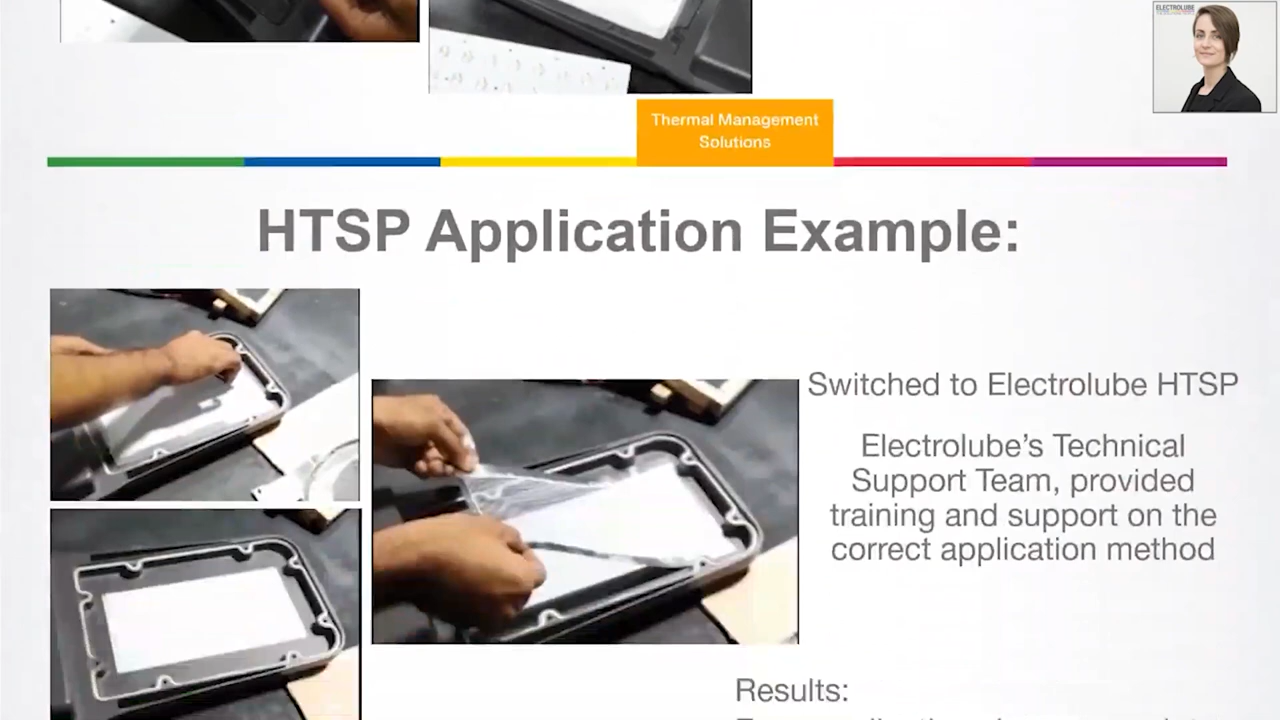 ELECTROLUBE
Thermal Management
Solutions
HTSP Application Example:
Switched to Electrolube HTSP
Electrolube’s Technical
Support Team, provided
training and support on the
correct application method
Results: